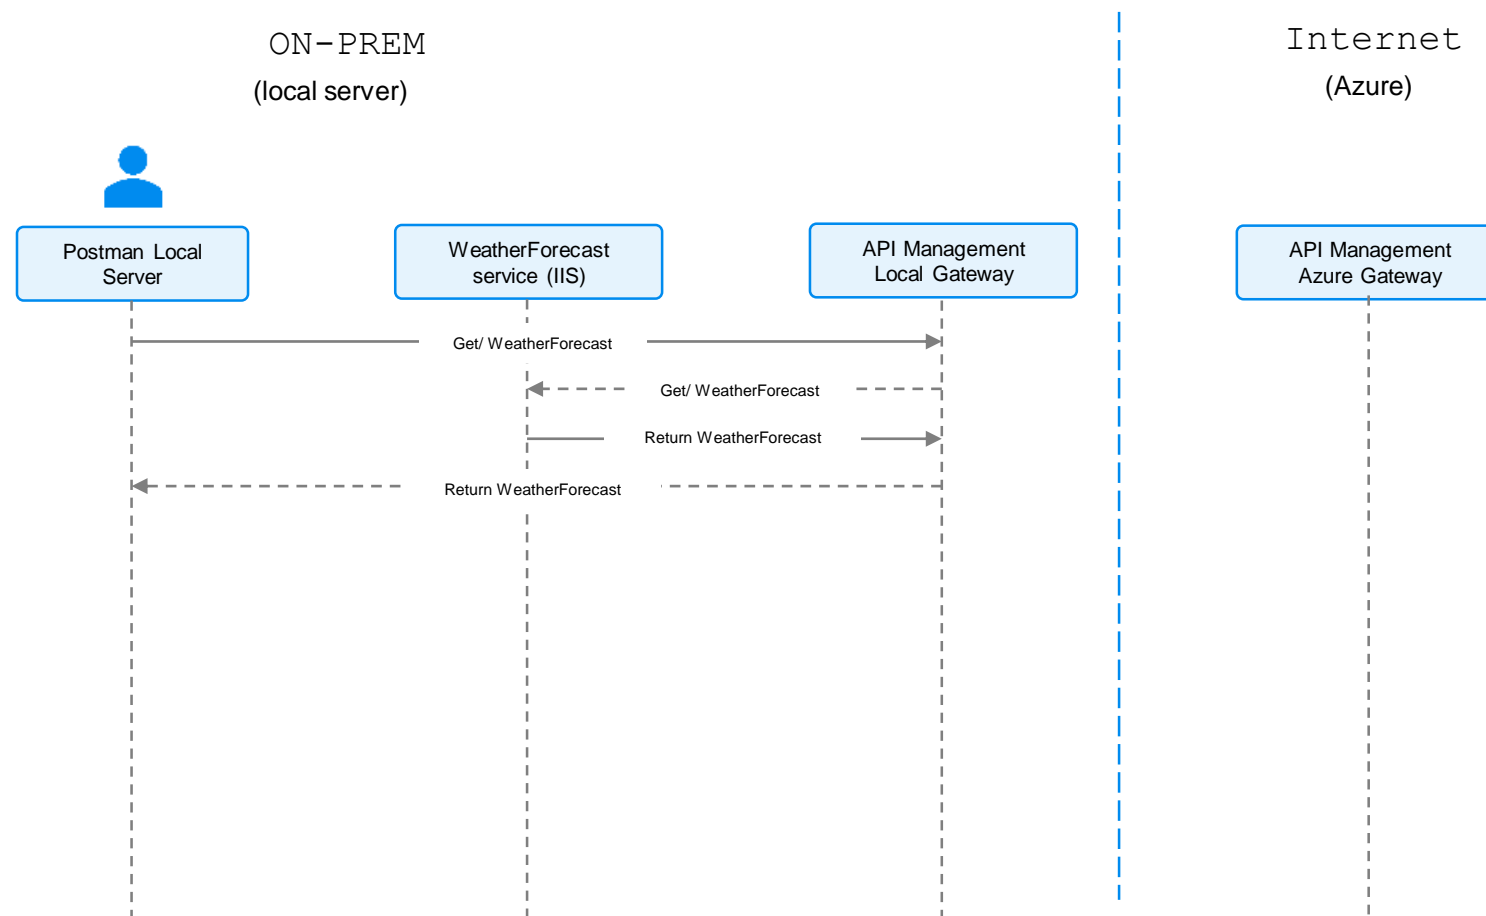 ON-PREM
(local server)
Internet
(Azure)
Postman Local
Server
WeatherForecast
service (IIS)
API Management
Local Gateway
API Management
Azure Gateway
Get/ WeatherForecast
Get/ WeatherForecast
Return WeatherForecast
Return WeatherForecast